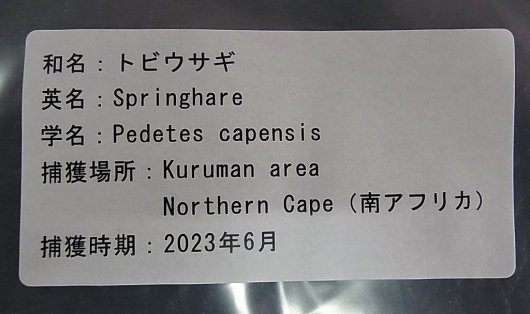 和名：トビウサギ
英名：Springhare
学名：Pedetes capensis
捕獲場所：Kuruman area
Northern Cape（南アフリカ）
捕獲時期：2023年6月